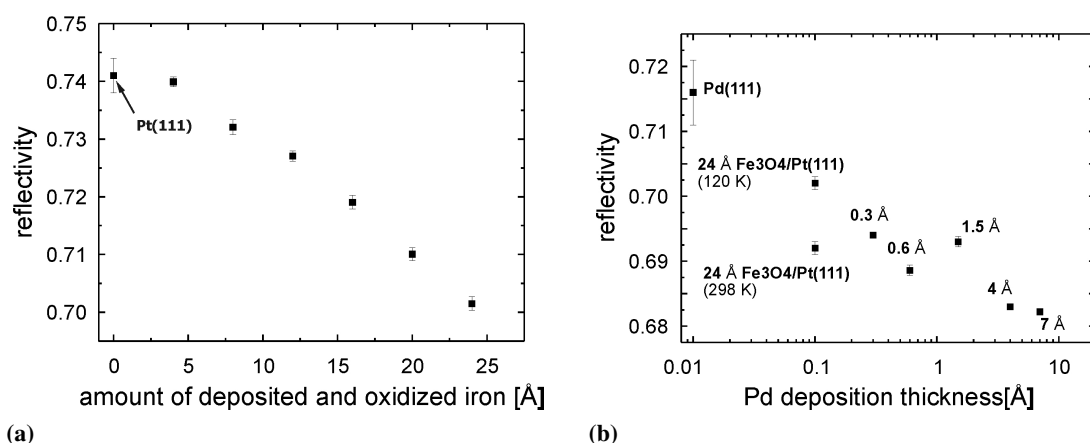 0.75
0.74
0.73
0.72
0.71
0.70
reflectivity
Pt(111)
0 5 10 15 20 25
amount of deposited and oxidized iron [Å]
(a)
0.72
0.71
0.70
0.69
0.68
reflectivity
Pd(111)
24 Å Fe3O4/Pt(111)
(120 K)
0.3 Å
0.6 Å
1.5 Å
24 Å Fe3O4/Pt(111)
(298 K)
4 Å
7 Å
0.01 0.1 1 10
Pd deposition thickness[Å]
(b)